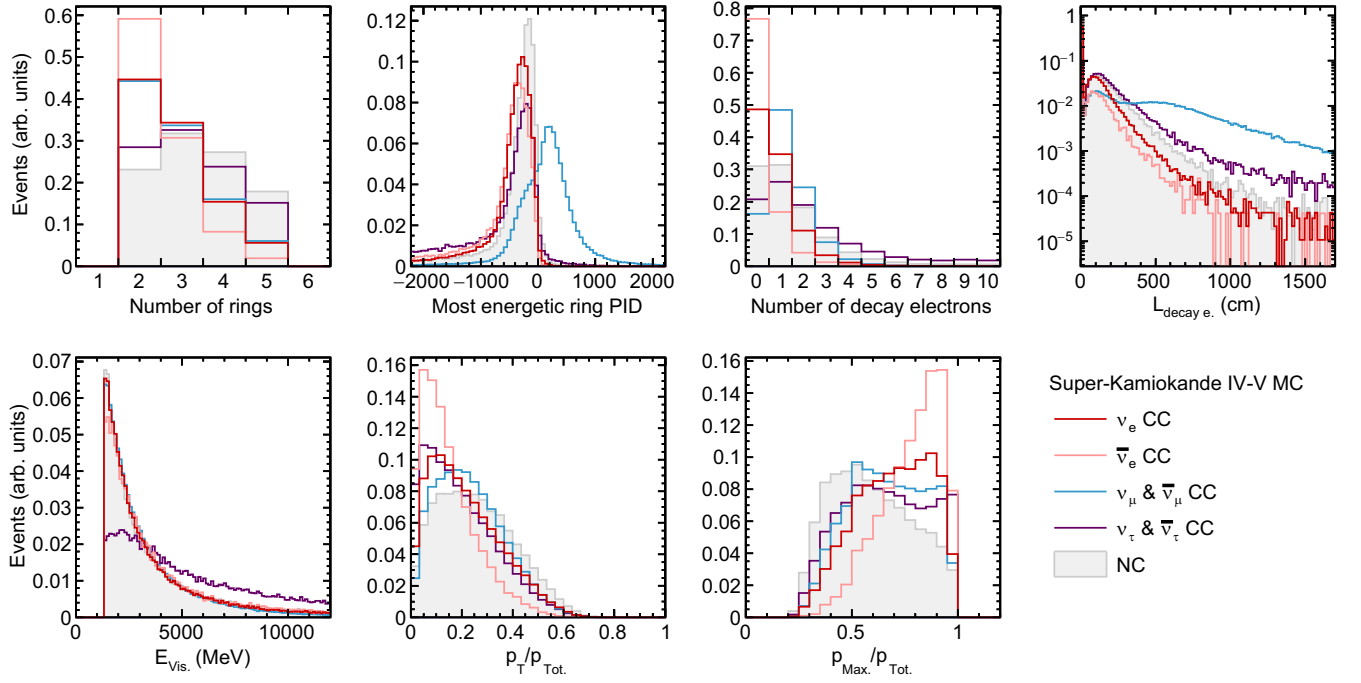 Events (arb. units)
0 0.1 0.2 0.3 0.4 0.5 0.6
1 2 3 4 5 6
Number of rings
0 0.02 0.04 0.06 0.08 0.10 0.12
−2000 −1000 0 1000 2000
Most energetic ring PID
0 0.1 0.2 0.3 0.4 0.5 0.6 0.7 0.8
0 1 2 3 4 5 6 7 8 9 10
Number of decay electrons
1 10⁻¹ 10⁻² 10⁻³ 10⁻⁴ 10⁻⁵
0 500 1000 1500
L_decay e. (cm)
Events (arb. units)
0 0.01 0.02 0.03 0.04 0.05 0.06 0.07
0 5000 10000
E_Vis. (MeV)
0 0.02 0.04 0.06 0.08 0.10 0.12 0.14 0.16
0 0.2 0.4 0.6 0.8 1
p_T/p_Tot.
0 0.02 0.04 0.06 0.08 0.10 0.12 0.14 0.16
0 0.5 1
p_Max./p_Tot.
Super-Kamiokande IV-V MC
ν_e CC
ν̄_e CC
ν_μ & ν̄_μ CC
ν_τ & ν̄_τ CC
NC